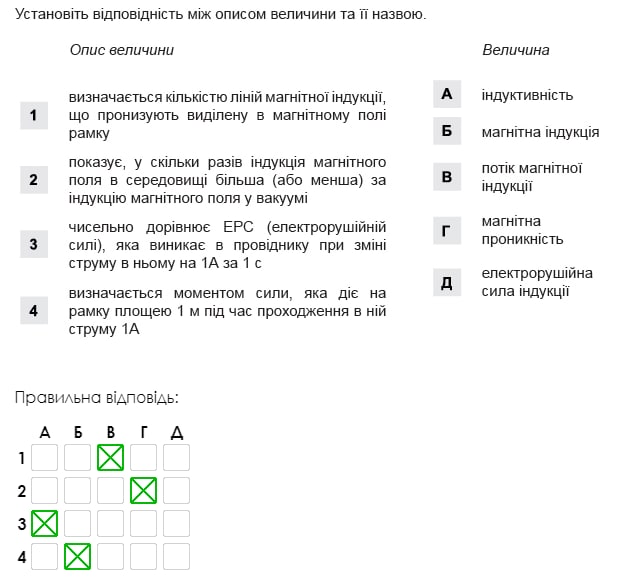 Установіть відповідність між описом величини та її назвою.
Опис величини
Величина
1
визначається кількістю ліній магнітної індукції,
що пронизують виділену в магнітному полі
рамку
2
показує, у скільки разів індукція магнітного
поля в середовищі більша (або менша) за
індукцію магнітного поля у вакуумі
3
чисельно дорівнює ЕРС (електрорушійній
силі), яка виникає в провіднику при зміні
струму в ньому на 1А за 1 с
4
визначається моментом сили, яка діє на
рамку площею 1 м під час проходження в ній
струму 1А
А
індуктивність
Б
магнітна індукція
В
потік магнітної
індукції
Г
магнітна
проникність
Д
електрорушійна
сила індукції
Правильна відповідь:
А Б В Г Д
1
2
3
4